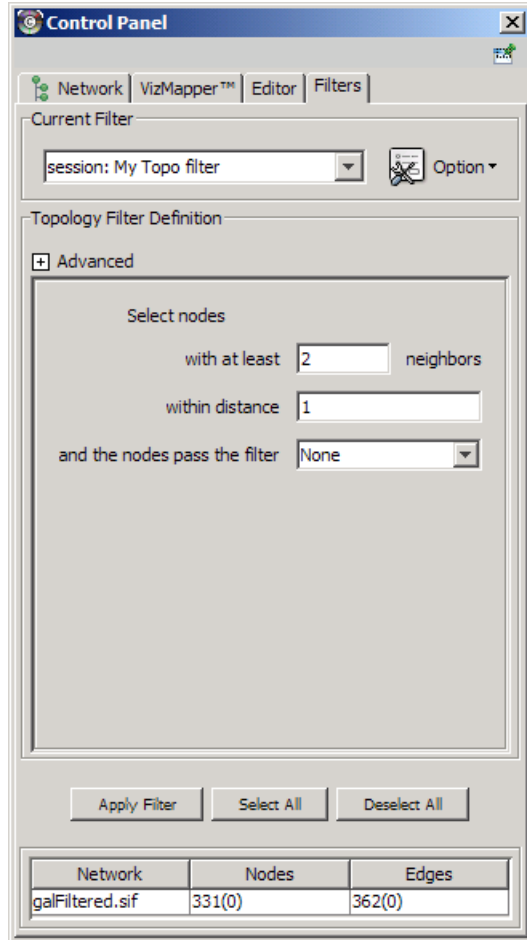 Control Panel
Network VizMapper™ Editor Filters
Current Filter
session: My Topo filter Option
Topology Filter Definition
Advanced
Select nodes
with at least 2 neighbors
within distance 1
and the nodes pass the filter None
Apply Filter Select All Deselect All
Network Nodes Edges
galFiltered.sif 331(0) 362(0)